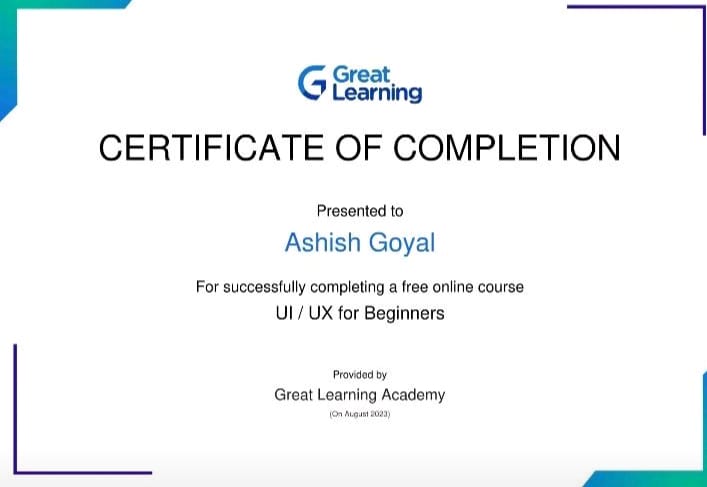 Great
Learning
CERTIFICATE OF COMPLETION
Presented to
Ashish Goyal
For successfully completing a free online course
UI / UX for Beginners
Provided by
Great Learning Academy
(On August 2023)